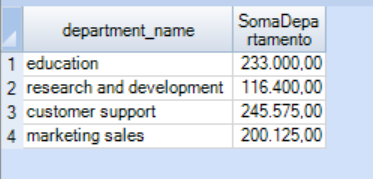 department_name SomaDepa
rtamento
1 education 233.000,00
2 research and development 116.400,00
3 customer support 245.575,00
4 marketing sales 200.125,00